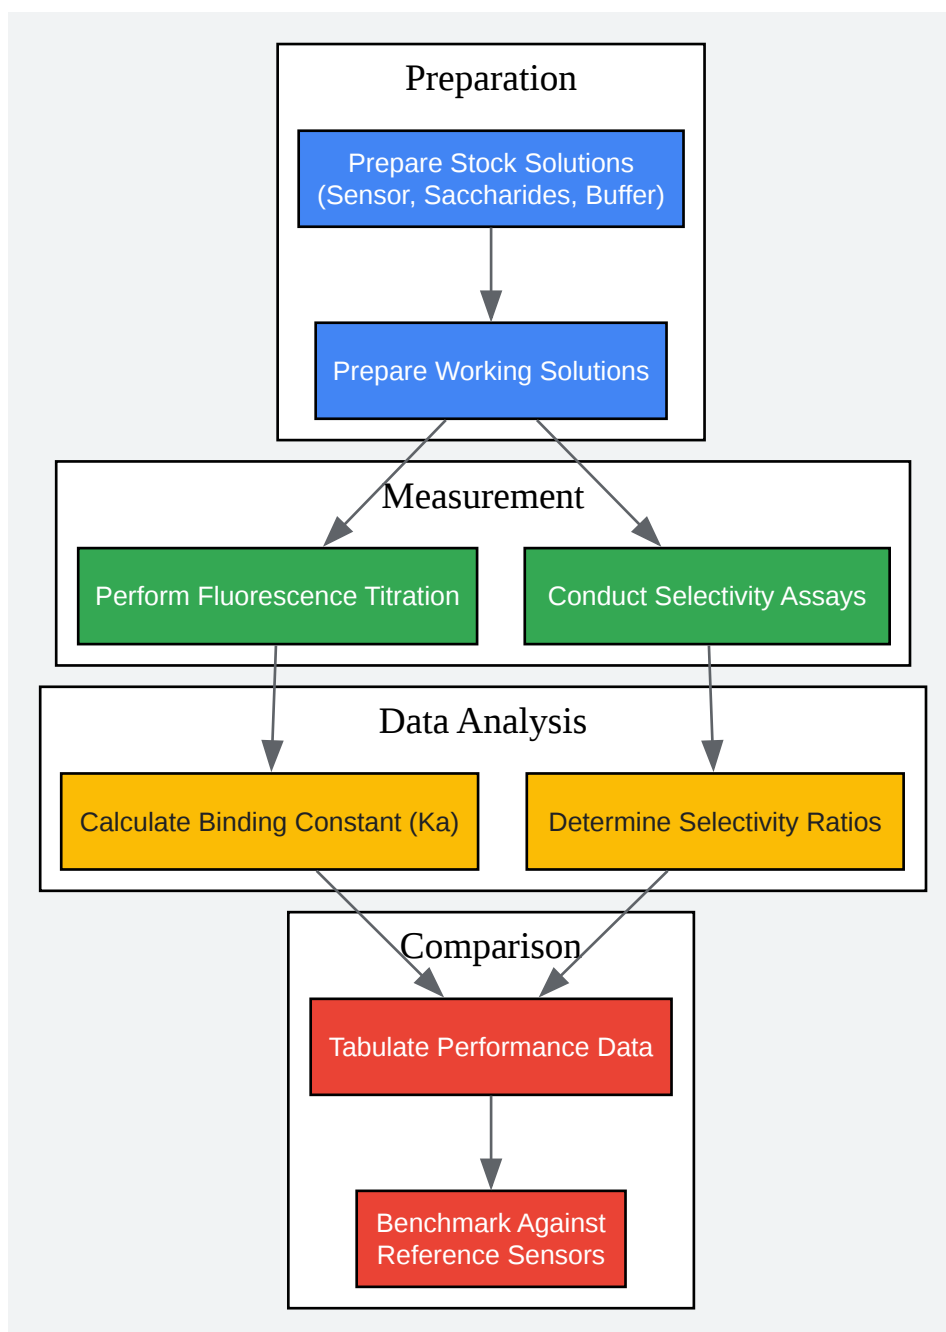 Preparation
Prepare Stock Solutions
(Sensor, Saccharides, Buffer)
Prepare Working Solutions
Measurement
Perform Fluorescence Titration
Conduct Selectivity Assays
Data Analysis
Calculate Binding Constant (Ka)
Determine Selectivity Ratios
Comparison
Tabulate Performance Data
Benchmark Against
Reference Sensors